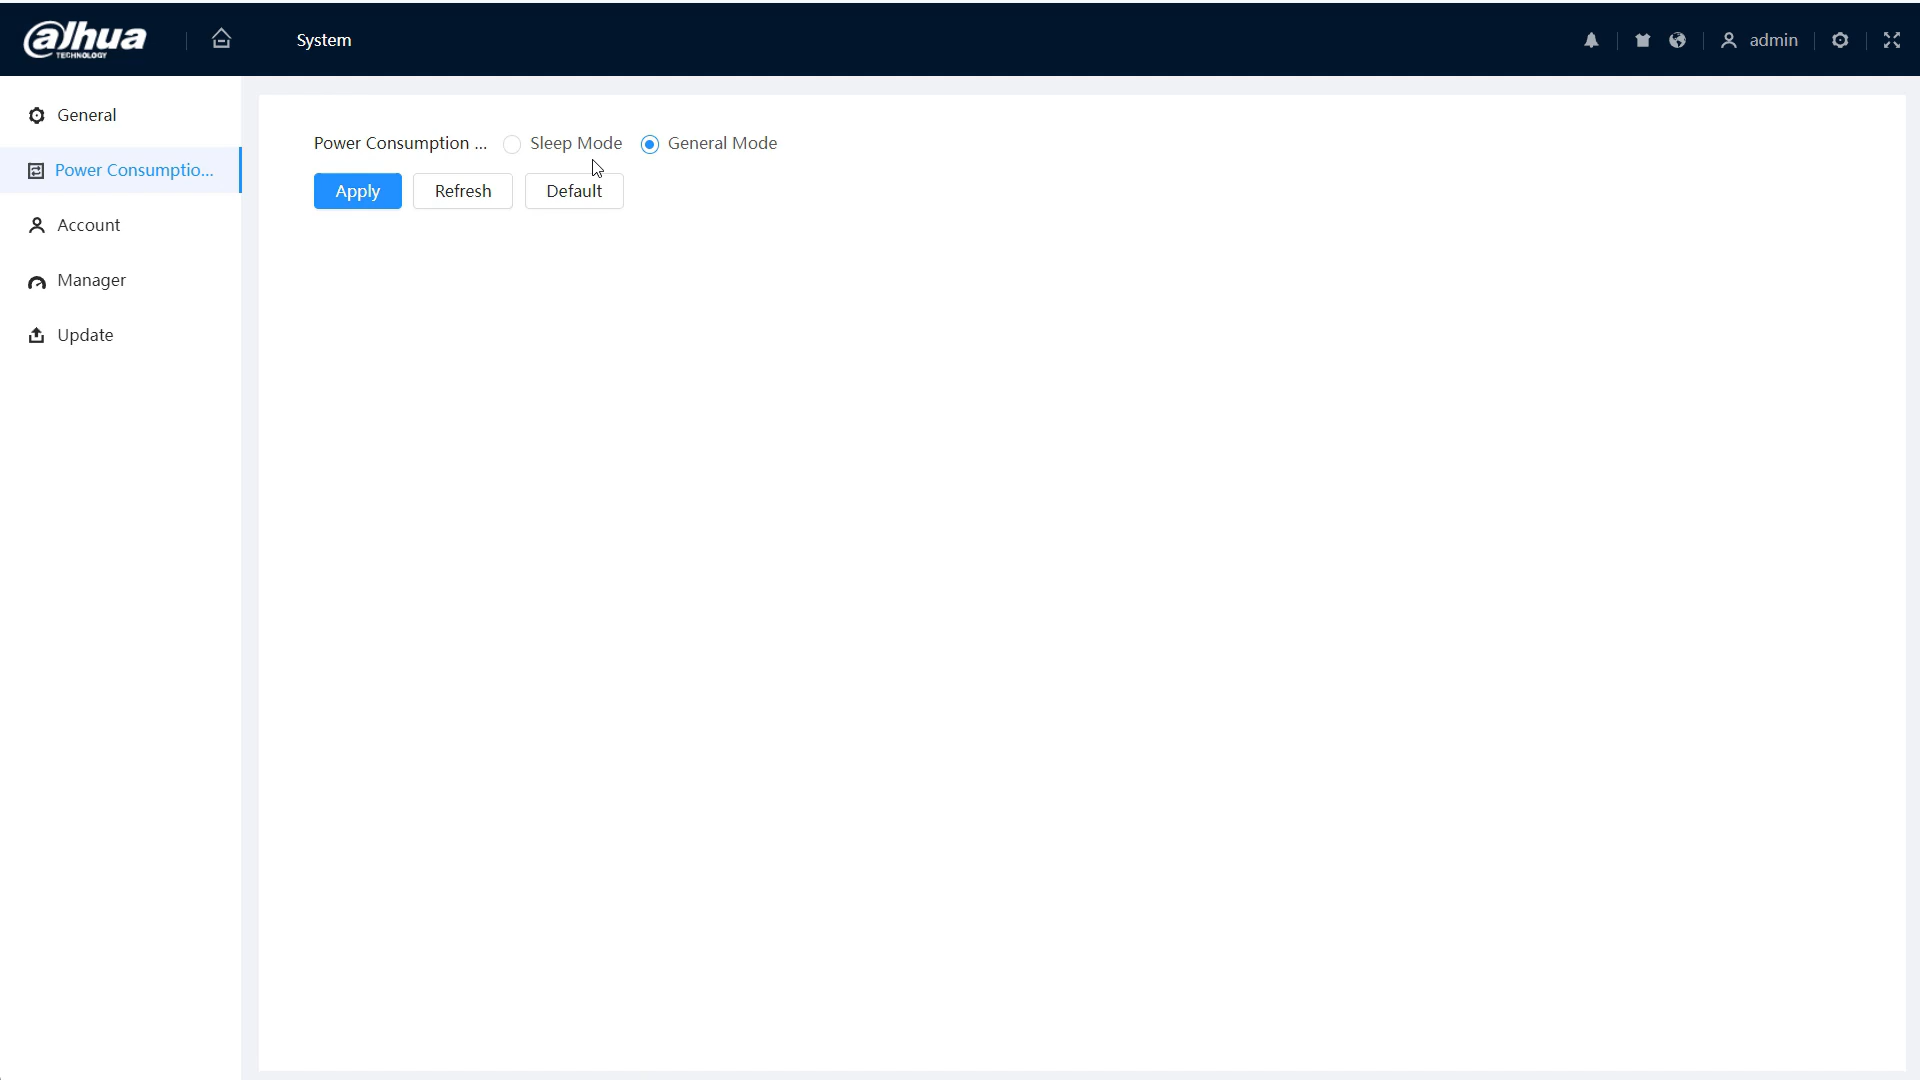 alhua
TECHNOLOGY
System
admin
General
Power Consumptio...
Account
Manager
Update
Power Consumption ... Sleep Mode General Mode
Apply Refresh Default